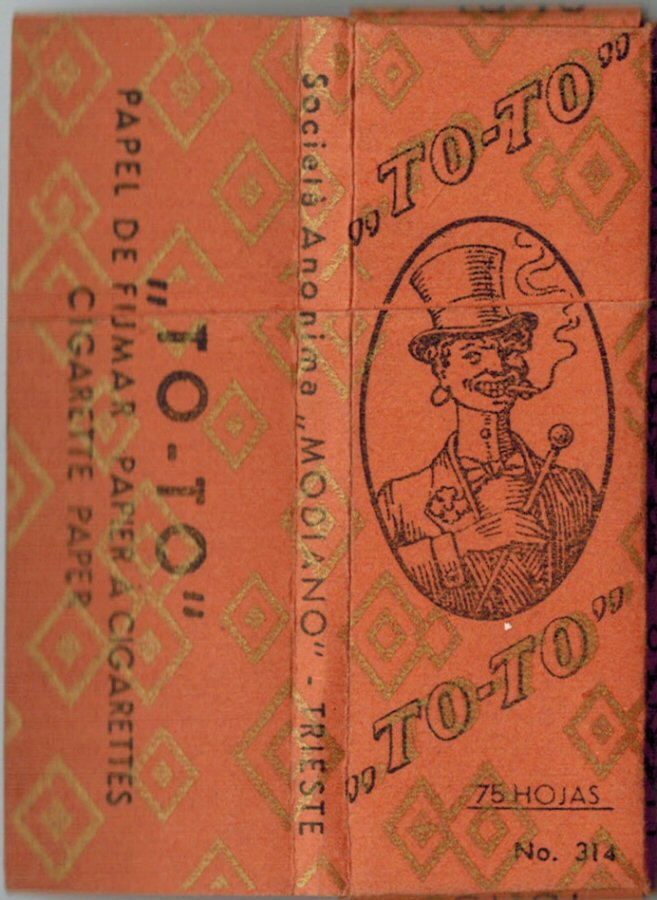 „TO-TO”
„TO-TO”
75 HOJAS
No. 314
Società Anonima „MODIANO” - TRIESTE
"TO-TO"
PAPEL DE FUMAR PAPIER À CIGARETTES
CIGARETTE PAPER